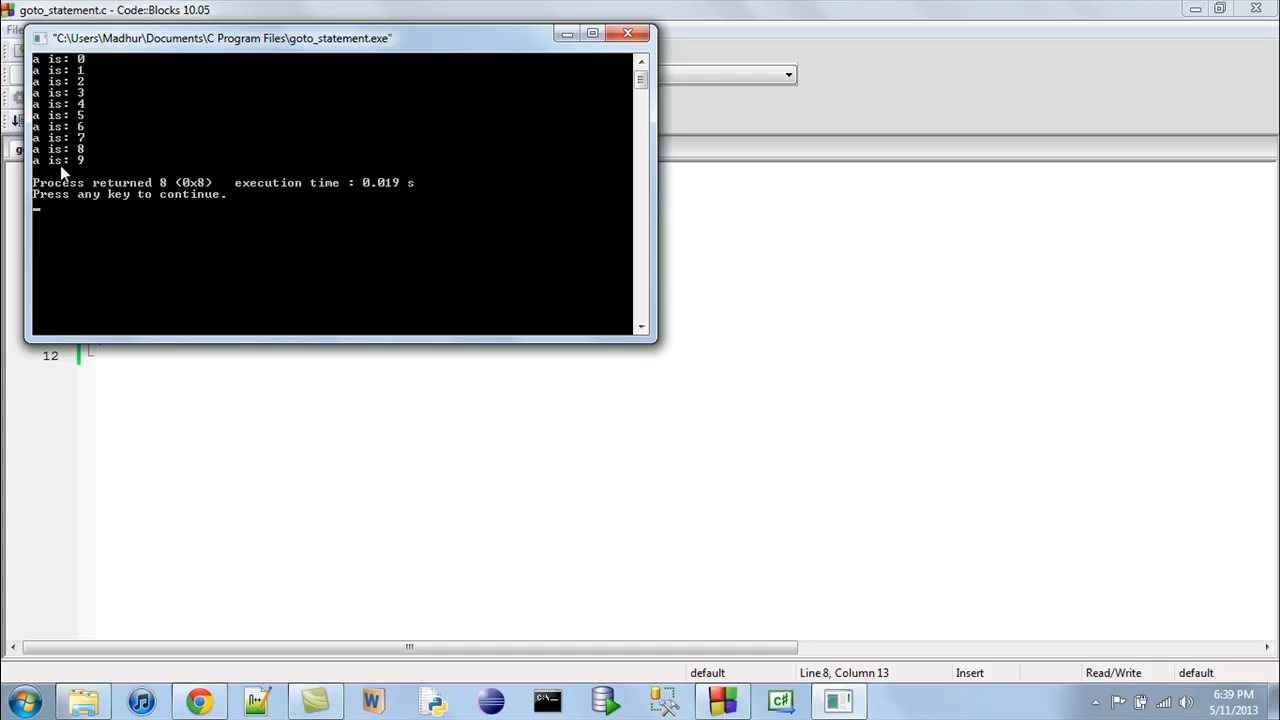 goto_statement.c - Code::Blocks 10.05
"C:\Users\Madhur\Documents\C Program Files\goto_statement.exe"
a is: 0
a is: 1
a is: 2
a is: 3
a is: 4
a is: 5
a is: 6
a is: 7
a is: 8
a is: 9
Process returned 8 (0x8)   execution time : 0.019 s
Press any key to continue.
12
default
Line 8, Column 13
Insert
Read/Write
default
6:39 PM
5/11/2013